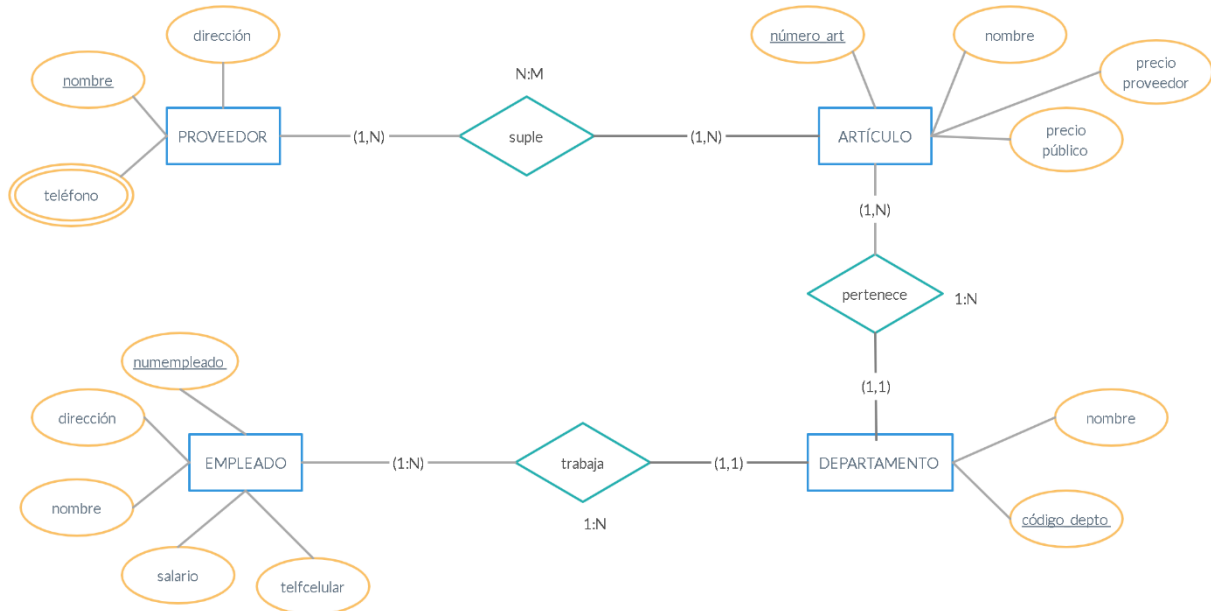 dirección
nombre
PROVEEDOR
teléfono
(1,N)
N:M
suple
(1,N)
número_art
nombre
precio
proveedor
precio
público
ARTÍCULO
(1,N)
pertenece
1:N
(1,1)
numempleado
dirección
EMPLEADO
nombre
salario
telfcelular
(1:N)
trabaja
1:N
(1,1)
DEPARTAMENTO
nombre
código_depto